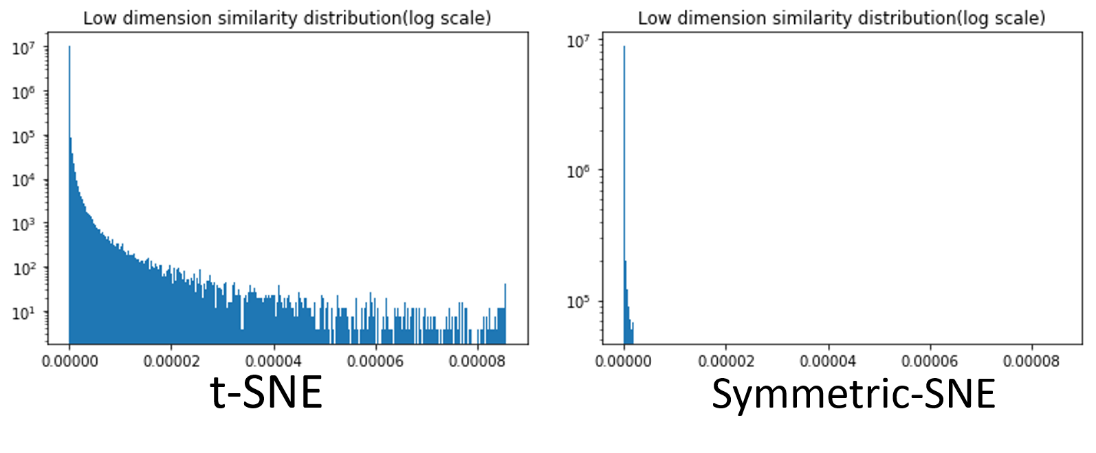 Low dimension similarity distribution(log scale)
10^7
10^6
10^5
10^4
10^3
10^2
10^1
0.00000 0.00002 0.00004 0.00006 0.00008
t-SNE
Low dimension similarity distribution(log scale)
10^7
10^6
10^5
0.00000 0.00002 0.00004 0.00006 0.00008
Symmetric-SNE